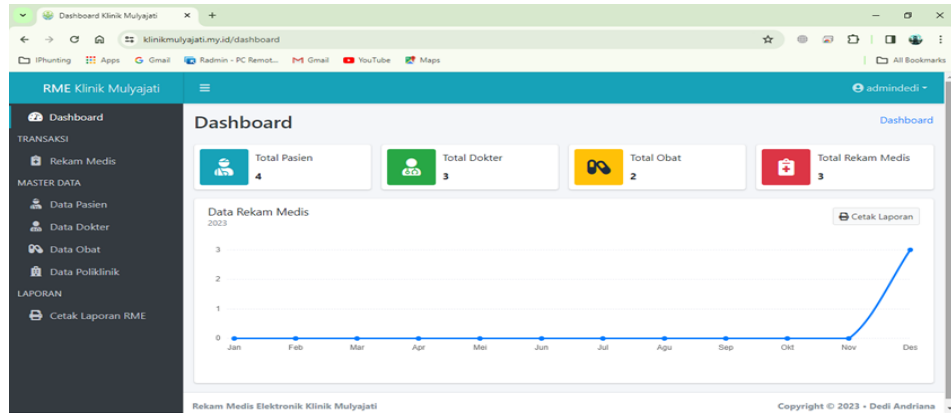 Dashboard Klinik Mulyajati
klinikmulyajati.my.id/dashboard
IPhunting Apps Gmail Radmin - PC Remot... Gmail YouTube Maps All Bookmarks
RME Klinik Mulyajati
admindedi
Dashboard
TRANSAKSI
Rekam Medis
MASTER DATA
Data Pasien
Data Dokter
Data Obat
Data Poliklinik
LAPORAN
Cetak Laporan RME
Dashboard
Dashboard
Total Pasien
4
Total Dokter
3
Total Obat
2
Total Rekam Medis
3
Data Rekam Medis
2023
Cetak Laporan
3
2
1
0
Jan Feb Mar Apr Mei Jun Jul Agu Sep Okt Nov Des
Rekam Medis Elektronik Klinik Mulyajati
Copyright © 2023 • Dedi Andriana